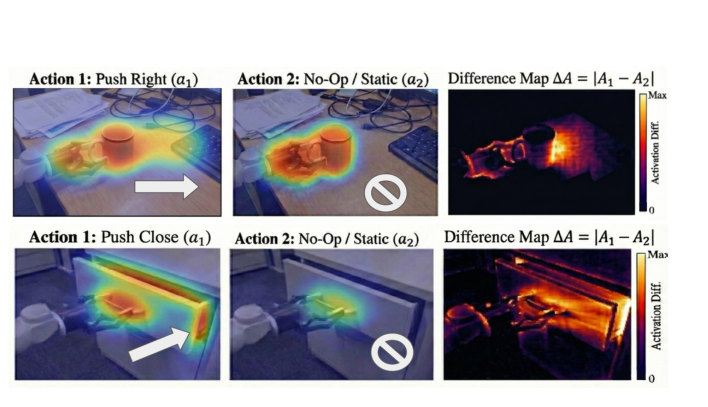 Action 1: Push Right (a₁)
Action 2: No-Op / Static (a₂)
Difference Map ΔA = |A₁ − A₂|
Max
Activation Diff.
0
Action 1: Push Close (a₁)
Action 2: No-Op / Static (a₂)
Difference Map ΔA = |A₁ − A₂|
Max
Activation Diff.
0